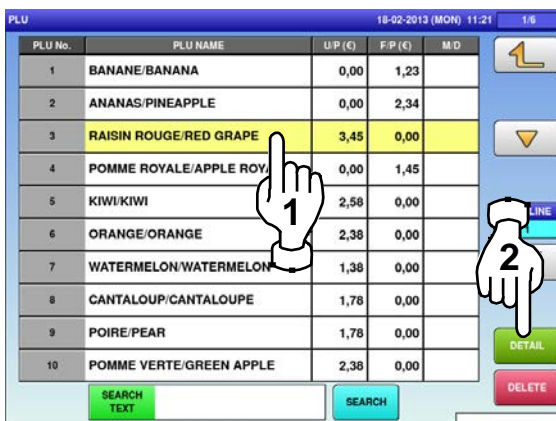 PLU 18-02-2013 (MON) 11:21 1/6
PLU No. PLU NAME U/P (€) F/P (€) M/D
1 BANANE/BANANA 0,00 1,23
2 ANANAS/PINEAPPLE 0,00 2,34
3 RAISIN ROUGE/RED GRAPE 3,45 0,00
4 POMME ROYALE/APPLE 0,00 1,45
5 KIWI/KIWI 2,58 0,00
6 ORANGE/ORANGE 2,38 0,00
7 WATERMELON/WATERMELON 1,38 0,00
8 CANTALOUP/CANTALOUPE 1,78 0,00
9 POIRE/PEAR 1,78 0,00
10 POMME VERTE/GREEN APPLE 2,38 0,00
1
LINE
2
DETAIL
DELETE
SEARCH
TEXT
SEARCH